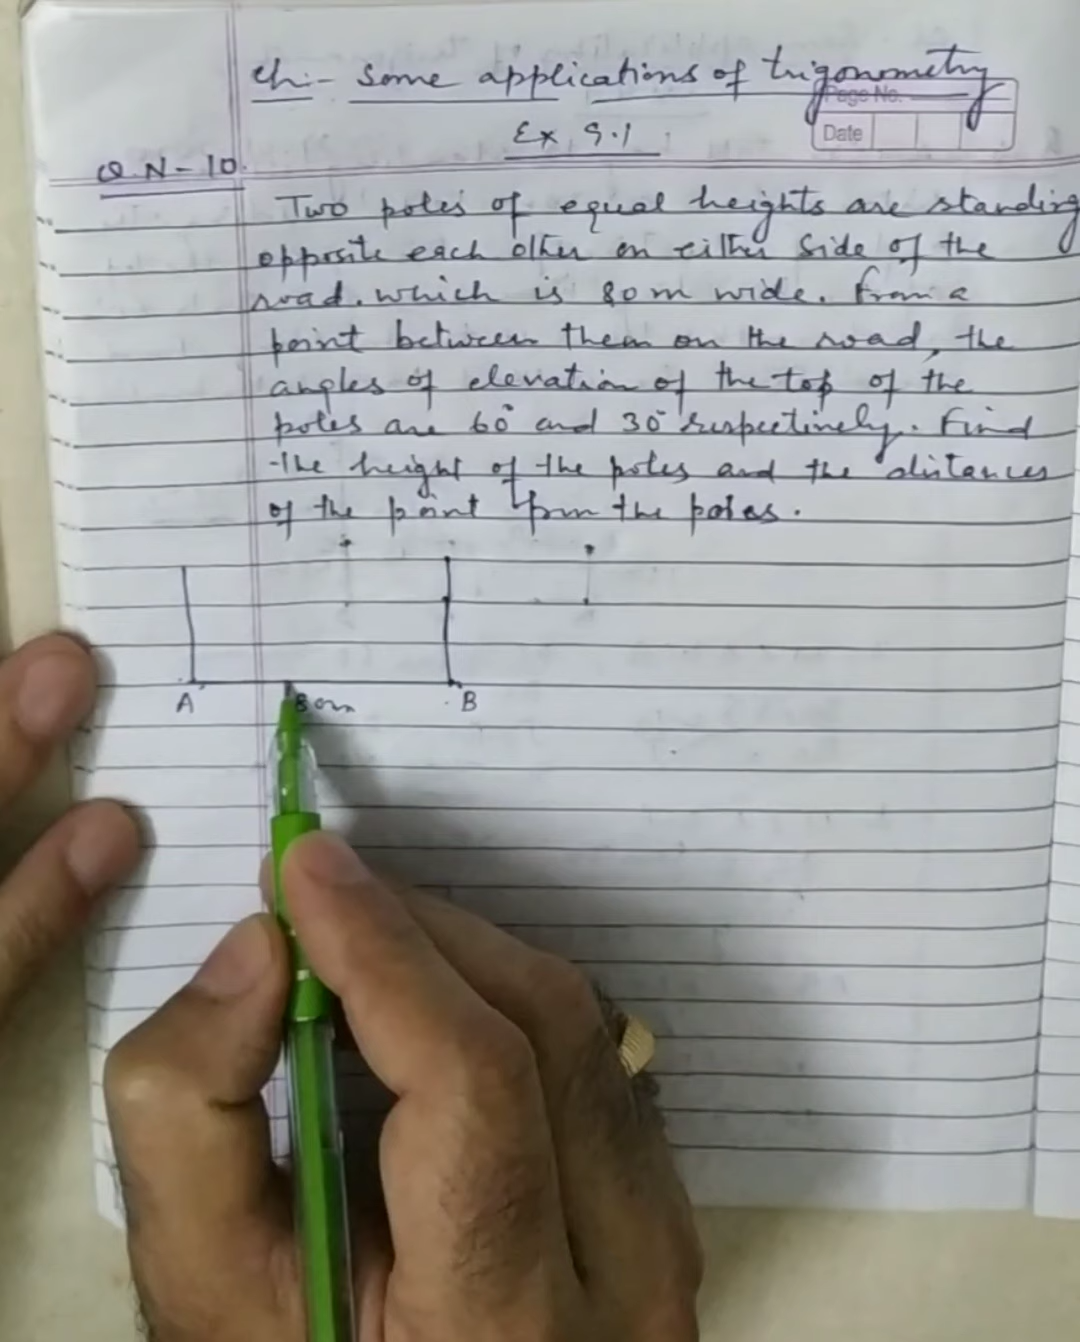 Ch:- Some applications of trigonometry
Page No.
Date
Ex 9.1
Q.N-10.
Two poles of equal heights are standing
opposite each other on either side of the
road. which is 80m wide. From a
point between them on the road, the
angles of elevation of the top of the
poles are 60° and 30° respectively. Find
the height of the poles and the distances
of the point from the poles.
A 80m B